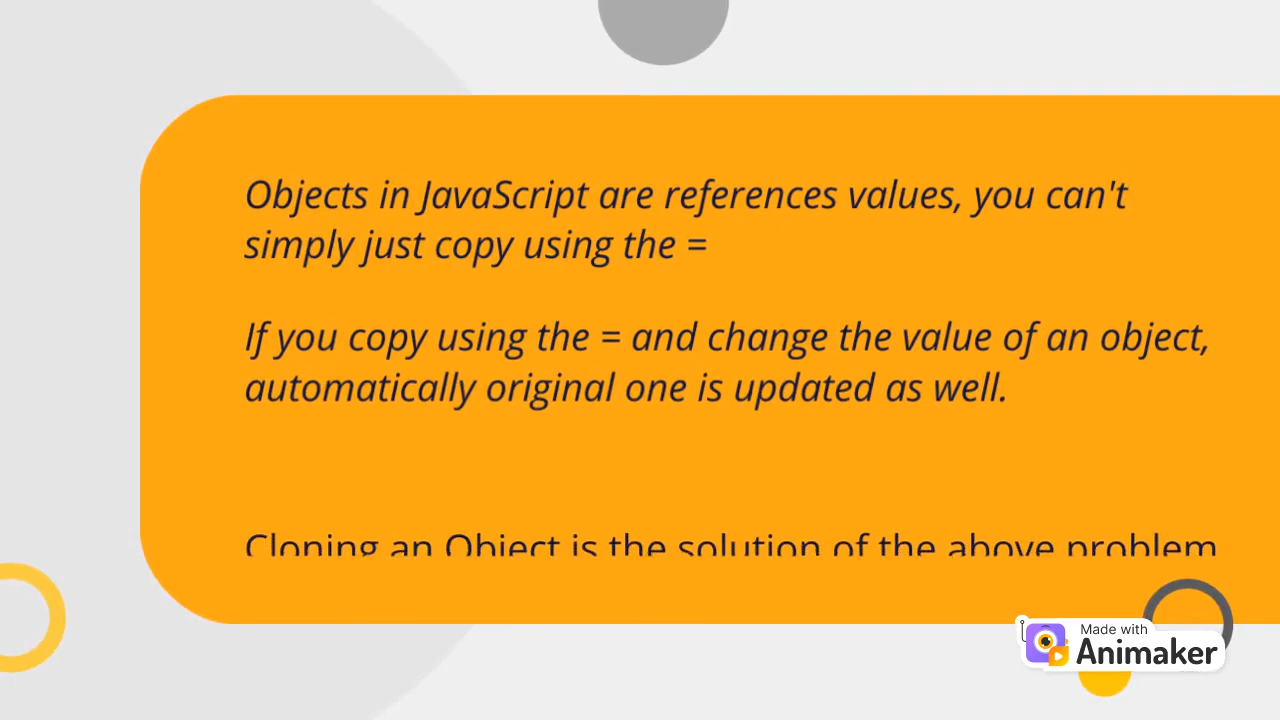 Objects in JavaScript are references values, you can't
simply just copy using the =
If you copy using the = and change the value of an object,
automatically original one is updated as well.
Cloning an Object is the solution of the above problem
Made with
Animaker